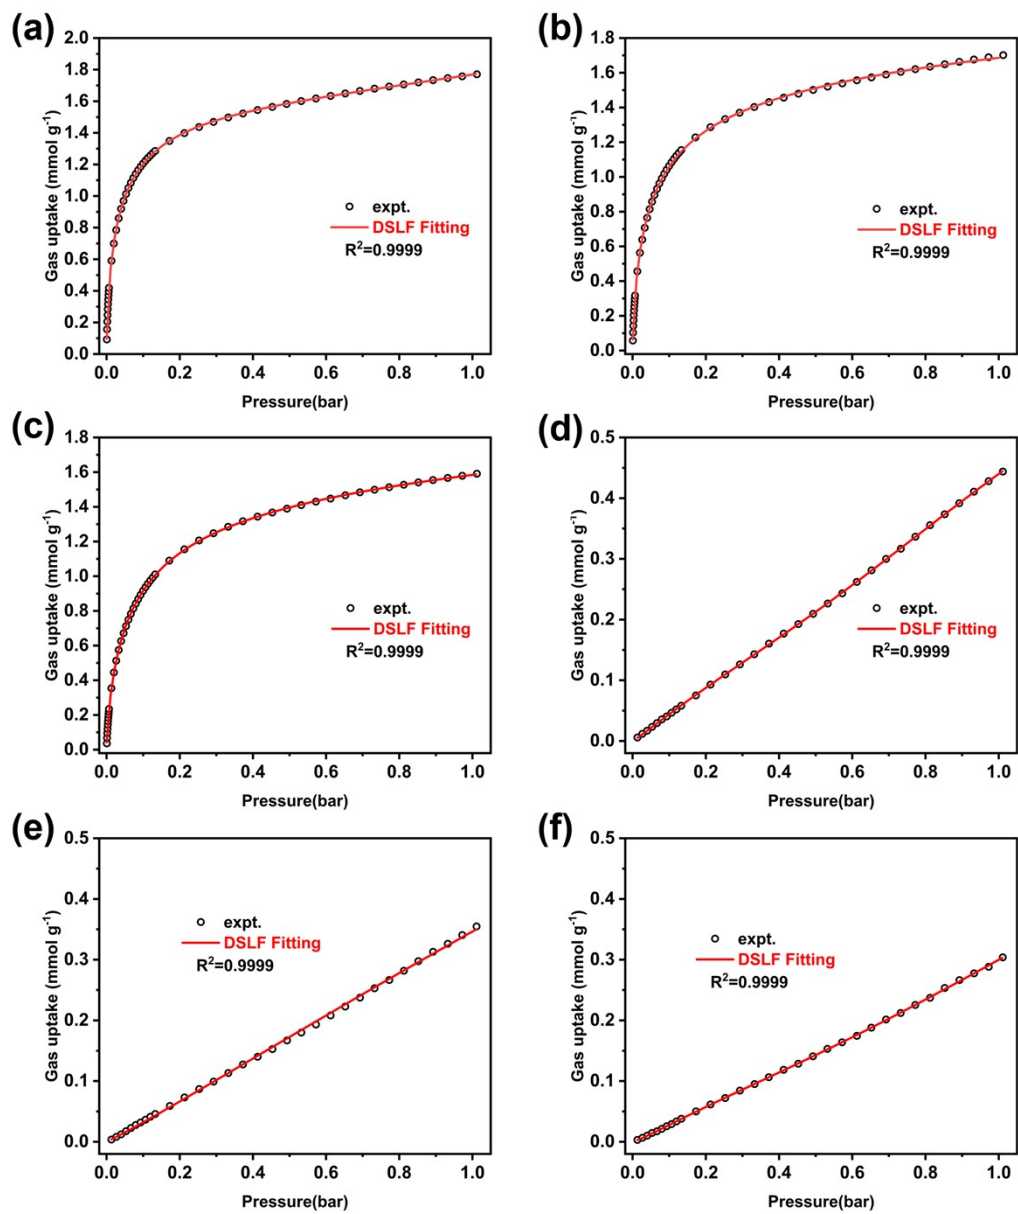 (a)
2.0
1.8
1.6
1.4
1.2
1.0
0.8
0.6
0.4
0.2
0.0
Gas uptake (mmol g⁻¹)
expt.
DSLF Fitting
R²=0.9999
0.0 0.2 0.4 0.6 0.8 1.0
Pressure(bar)
(b)
1.8
1.6
1.4
1.2
1.0
0.8
0.6
0.4
0.2
0.0
Gas uptake (mmol g⁻¹)
expt.
DSLF Fitting
R²=0.9999
0.0 0.2 0.4 0.6 0.8 1.0
Pressure(bar)
(c)
1.8
1.6
1.4
1.2
1.0
0.8
0.6
0.4
0.2
0.0
Gas uptake (mmol g⁻¹)
expt.
DSLF Fitting
R²=0.9999
0.0 0.2 0.4 0.6 0.8 1.0
Pressure(bar)
(d)
0.5
0.4
0.3
0.2
0.1
0.0
Gas uptake (mmol g⁻¹)
expt.
DSLF Fitting
R²=0.9999
0.0 0.2 0.4 0.6 0.8 1.0
Pressure(bar)
(e)
0.5
0.4
0.3
0.2
0.1
0.0
Gas uptake (mmol g⁻¹)
expt.
DSLF Fitting
R²=0.9999
0.0 0.2 0.4 0.6 0.8 1.0
Pressure(bar)
(f)
0.5
0.4
0.3
0.2
0.1
0.0
Gas uptake (mmol g⁻¹)
expt.
DSLF Fitting
R²=0.9999
0.0 0.2 0.4 0.6 0.8 1.0
Pressure(bar)